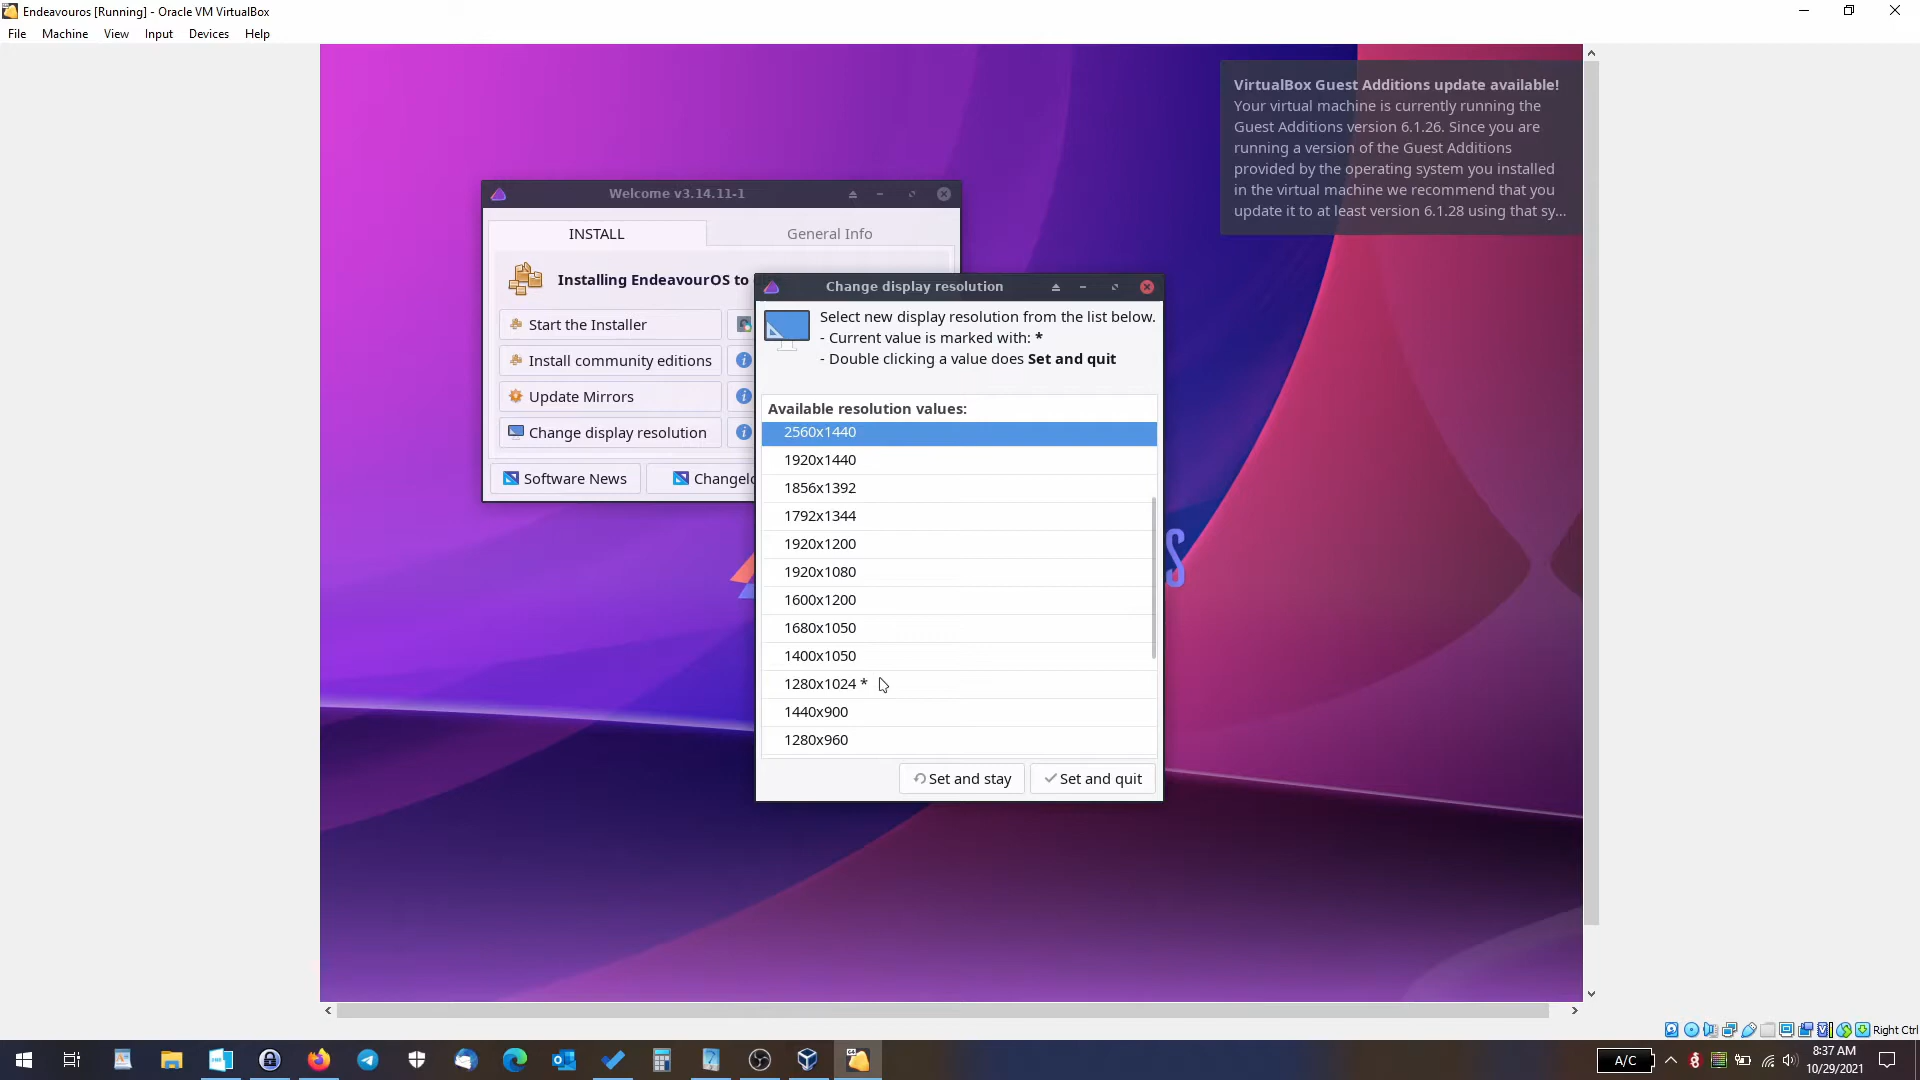 Endeavouros [Running] - Oracle VM VirtualBox
File Machine View Input Devices Help
VirtualBox Guest Additions update available!
Your virtual machine is currently running the
Guest Additions version 6.1.26. Since you are
running a version of the Guest Additions
provided by the operating system you installed
in the virtual machine we recommend that you
update it to at least version 6.1.28 using that sy...
Welcome v3.14.11-1
INSTALL General Info
Installing EndeavourOS to
Start the Installer
Install community editions
Update Mirrors
Change display resolution
Software News
Changelo
Change display resolution
Select new display resolution from the list below.
- Current value is marked with: *
- Double clicking a value does Set and quit
Available resolution values:
2560x1440
1920x1440
1856x1392
1792x1344
1920x1200
1920x1080
1600x1200
1680x1050
1400x1050
1280x1024 *
1440x900
1280x960
Set and stay Set and quit
S
Right Ctrl
A/C
8:37 AM
10/29/2021